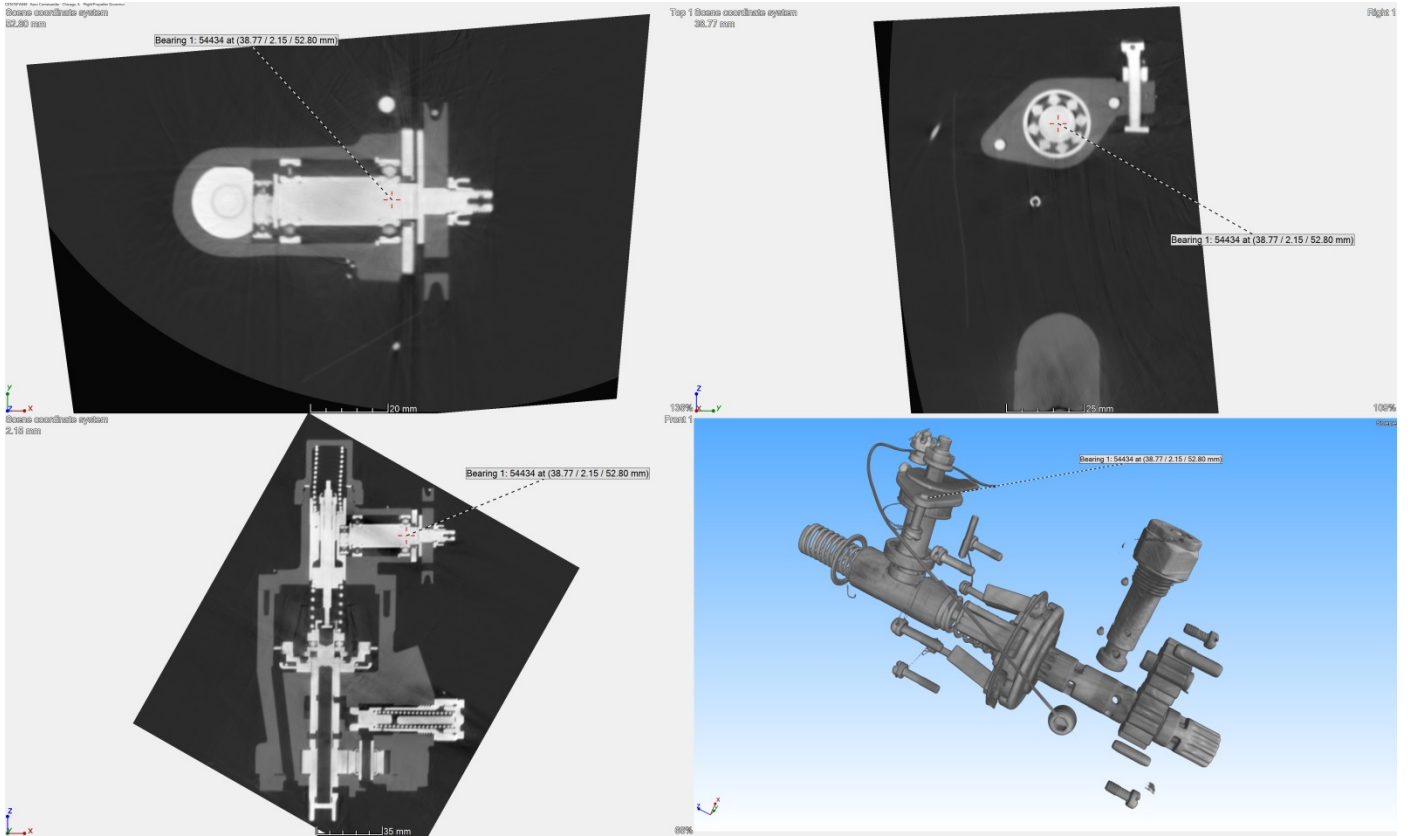 Scene coordinate system
52.80 mm
Top 1
Bearing 1: 54434 at (38.77 / 2.15 / 52.80 mm)
20 mm
y
z
x
136%
Scene coordinate system
38.77 mm
Right 1
Bearing 1: 54434 at (38.77 / 2.15 / 52.80 mm)
25 mm
z
x
y
109%
Scene coordinate system
2.15 mm
Front 1
Bearing 1: 54434 at (38.77 / 2.15 / 52.80 mm)
35 mm
z
y
x
Scene
Bearing 1: 54434 at (38.77 / 2.15 / 52.80 mm)
z
x